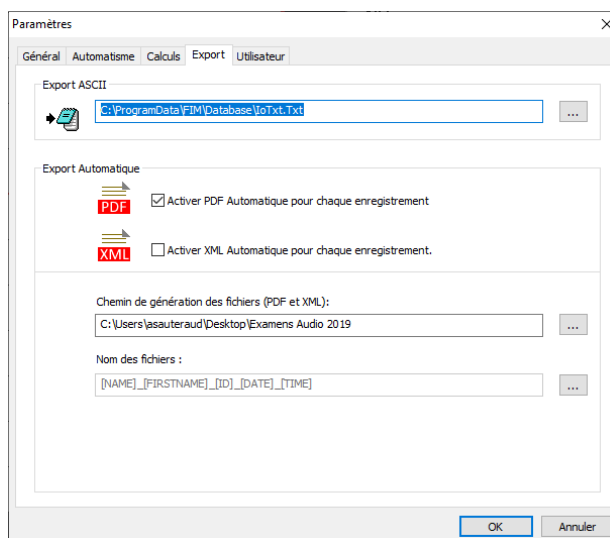 Paramètres
Général Automatisme Calculs Export Utilisateur
Export ASCII
C:\ProgramData\FIM\Database\IoTxt.Txt
...
Export Automatique
PDF
Activer PDF Automatique pour chaque enregistrement
XML
Activer XML Automatique pour chaque enregistrement.
Chemin de génération des fichiers (PDF et XML):
C:\Users\asauteraud\Desktop\Examens Audio 2019
...
Nom des fichiers :
[NAME]_[FIRSTNAME]_[ID]_[DATE]_[TIME]
...
OK Annuler